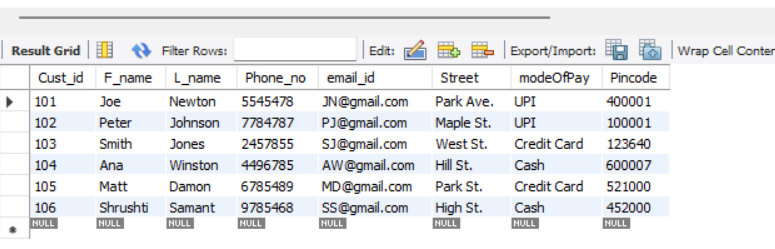 Result Grid Filter Rows: Edit: Export/Import: Wrap Cell Conten
Cust_id F_name L_name Phone_no email_id Street modeOfPay Pincode
101 Joe Newton 5545478 JN@gmail.com Park Ave. UPI 400001
102 Peter Johnson 7784787 PJ@gmail.com Maple St. UPI 100001
103 Smith Jones 2457855 SJ@gmail.com West St. Credit Card 123640
104 Ana Winston 4496785 AW@gmail.com Hill St. Cash 600007
105 Matt Damon 6785489 MD@gmail.com Park St. Credit Card 521000
106 Shrushti Samant 9785468 SS@gmail.com High St. Cash 452000
NULL NULL NULL NULL NULL NULL NULL NULL